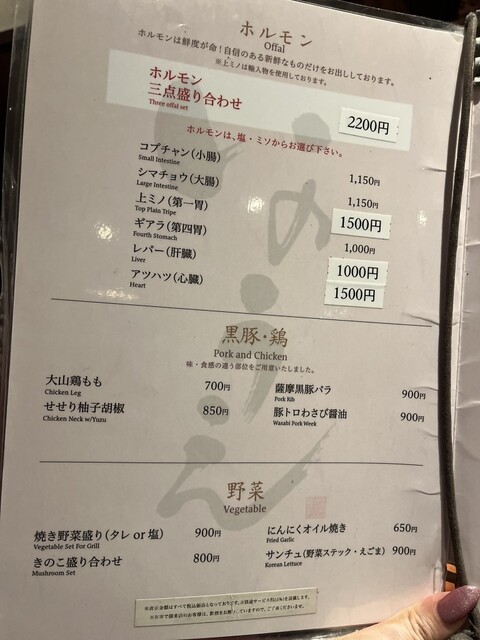 ホルモン
Offal
ホルモンは鮮度が命！自信のある新鮮なものだけをお出ししております。
※上ミノは輸入物を使用しております。
ホルモン
三点盛り合わせ
Three offal set
2200円
ホルモンは、塩・ミソからお選び下さい。
コプチャン(小腸) 1,150円
Small Intestine
シマチョウ(大腸) 1,150円
Large Intestine
上ミノ(第一胃) 1500円
Top Plain Tripe
ギアラ(第四胃) 1,000円
Fourth Stomach
レバー(肝臓) 1000円
Liver
アツハツ(心臓) 1500円
Heart
黒豚・鶏
Pork and Chicken
味・食感の違う部位をご用意いたしました。
大山鶏もも 700円
Chicken Leg
せせり柚子胡椒 850円
Chicken Neck w/Yuzu
薩摩黒豚バラ 900円
Pork Rib
豚トロわさび醤油 900円
Wasabi Pork Week
野菜
Vegetable
焼き野菜盛り(タレ or 塩) 900円
Vegetable Set For Grill
きのこ盛り合わせ 800円
Mushroom Set
にんにくオイル焼き 650円
Fried Garlic
サンチュ(野菜ステック・えごま) 900円
Korean Lettuce